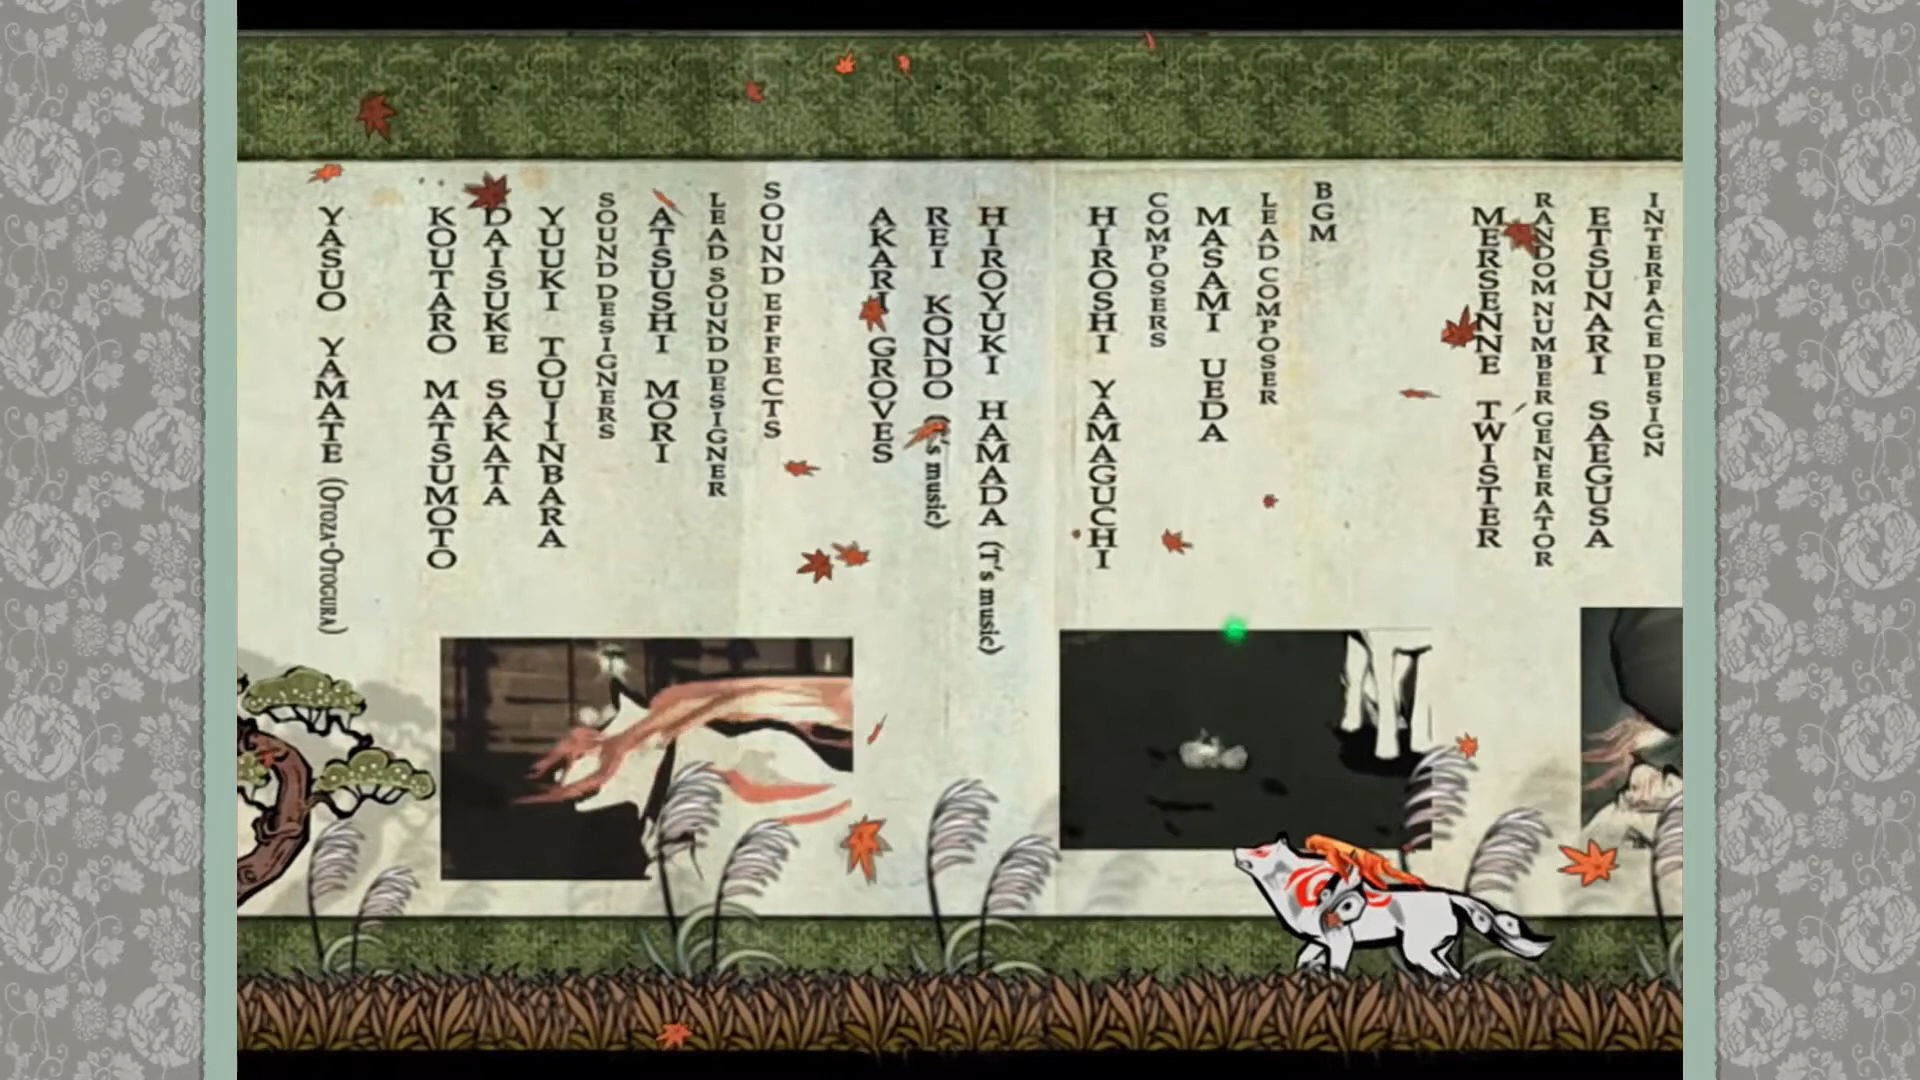 INTERFACE DESIGN
ETSUNARI SAEGUSA
RANDOM NUMBER GENERATOR
MERSENNE TWISTER
BGM
LEAD COMPOSER
MASAMI UEDA
COMPOSERS
HIROSHI YAMAGUCHI
HIROYUKI HAMADA (T's music)
REI KONDO (T's music)
AKARI GROVES
SOUND EFFECTS
LEAD SOUND DESIGNER
ATSUSHI MORI
SOUND DESIGNERS
YUUKI TOUJINBARA
DAISUKE SAKATA
KOUTARO MATSUMOTO
YASUO YAMATE (OTOZA-OTOGURA)